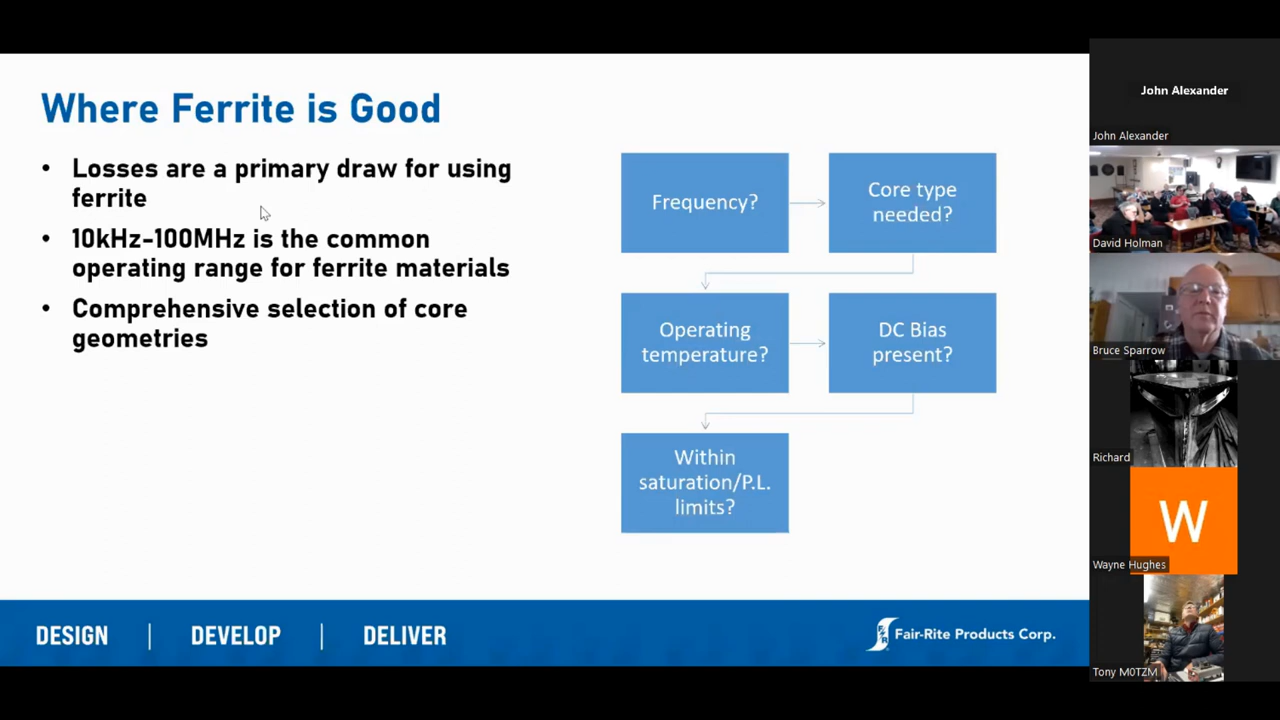 Where Ferrite is Good
• Losses are a primary draw for using
ferrite
• 10kHz-100MHz is the common
operating range for ferrite materials
• Comprehensive selection of core
geometries
Frequency?
Core type
needed?
Operating
temperature?
DC Bias
present?
Within
saturation/P.L.
limits?
DESIGN | DEVELOP | DELIVER
Fair-Rite Products Corp.
John Alexander
John Alexander
David Holman
Bruce Sparrow
Richard
W
Wayne Hughes
Tony M0TZM